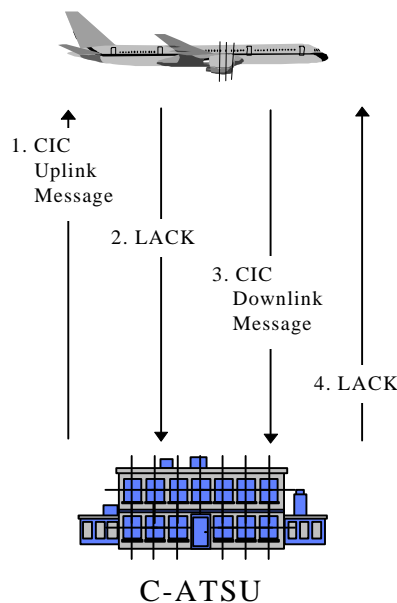 1. CIC
Uplink
Message
2. LACK
3. CIC
Downlink
Message
4. LACK
C-ATSU